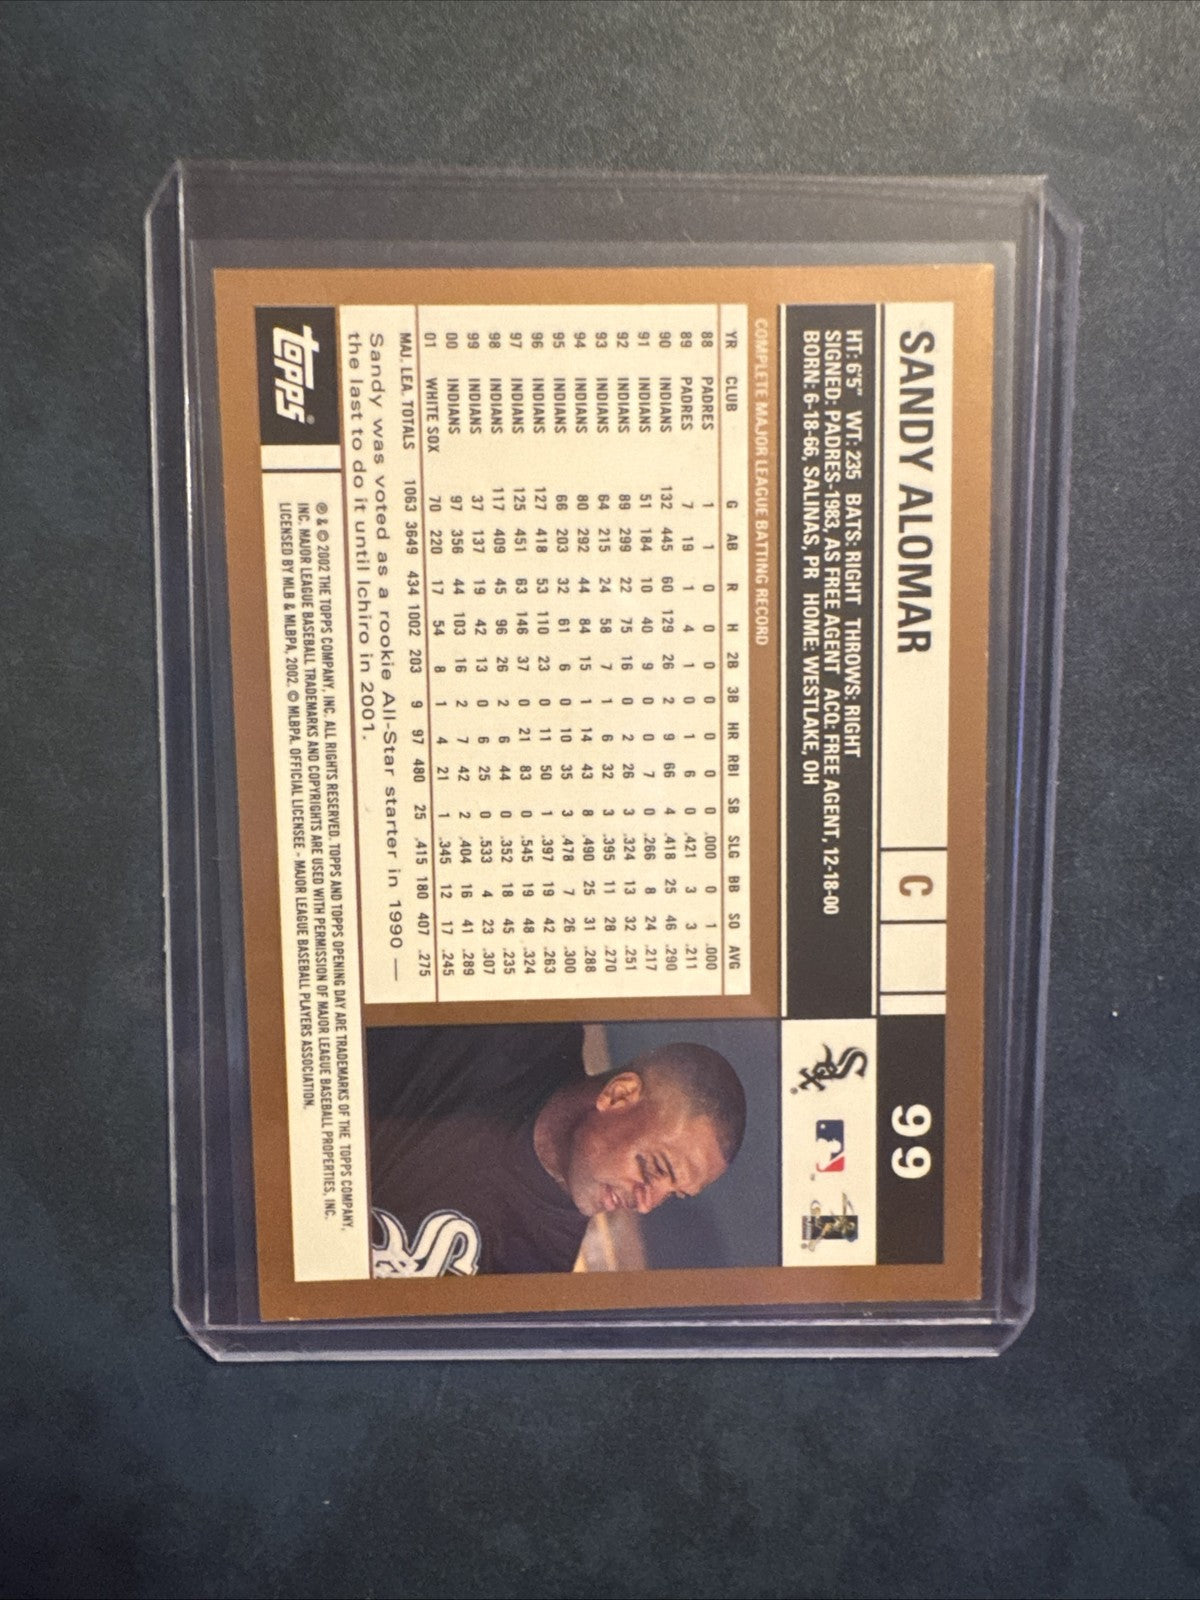 SANDY ALOMAR C 99
HT: 6'5" WT: 235 BATS: RIGHT THROWS: RIGHT
SIGNED: PADRES-1983, AS FREE AGENT ACQ: FREE AGENT, 12-18-00
BORN: 6-18-66, SALINAS, PR HOME: WESTLAKE, OH
Sox
COMPLETE MAJOR LEAGUE BATTING RECORD
YR CLUB G AB R H 2B 3B HR RBI SB SLG BB SO AVG
88 PADRES 1 1 0 0 0 0 0 0 0 .000 0 1 .000
89 PADRES 7 19 1 4 1 0 1 6 0 .421 3 3 .211
90 INDIANS 132 445 60 129 26 2 9 66 4 .418 25 46 .290
91 INDIANS 51 184 10 40 9 0 0 7 0 .266 8 24 .217
92 INDIANS 89 299 22 75 16 0 2 26 3 .324 13 32 .251
93 INDIANS 64 215 24 58 7 1 6 32 3 .395 11 28 .270
94 INDIANS 80 292 44 84 15 1 14 43 8 .490 25 31 .288
95 INDIANS 66 203 32 61 6 0 10 35 3 .478 7 26 .300
96 INDIANS 127 418 53 110 23 0 11 50 1 .397 19 42 .263
97 INDIANS 125 451 63 146 37 0 21 83 0 .545 19 48 .324
98 INDIANS 117 409 45 96 26 2 6 44 0 .352 18 45 .235
99 INDIANS 37 137 19 42 13 0 6 25 0 .533 4 23 .307
00 INDIANS 97 356 44 103 16 2 7 42 2 .404 16 41 .289
01 WHITE SOX 70 220 17 54 8 1 4 21 1 .345 12 17 .245
MAJ. LEA. TOTALS 1063 3649 434 1002 203 9 97 480 25 .415 180 407 .275
Sandy was voted as a rookie All-Star starter in 1990 —
the last to do it until Ichiro in 2001.
topps®
® & © 2002 THE TOPPS COMPANY, INC. ALL RIGHTS RESERVED. TOPPS AND TOPPS OPENING DAY ARE TRADEMARKS OF THE TOPPS COMPANY,
INC. MAJOR LEAGUE BASEBALL TRADEMARKS AND COPYRIGHTS ARE USED WITH PERMISSION OF MAJOR LEAGUE BASEBALL PROPERTIES, INC.
LICENSED BY MLB & MLBPA, 2002. © MLBPA. OFFICIAL LICENSEE - MAJOR LEAGUE BASEBALL PLAYERS ASSOCIATION.